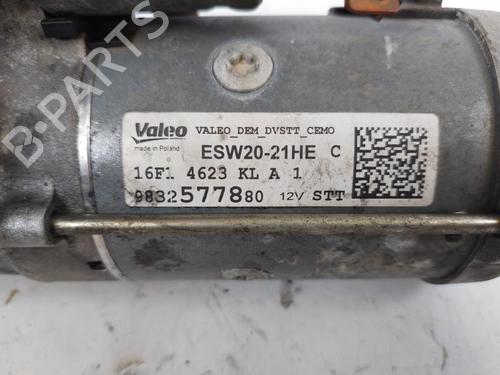 B-PARTS
Valeo VALEO_DEM_DVSTT_CEMO
made in Poland
ESW20-21HE C
16F1 4623 KL A 1
9832577880 12V STT